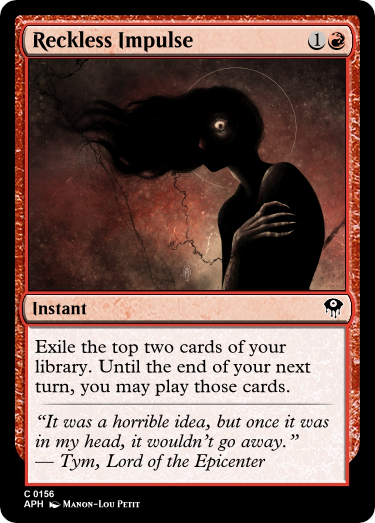 Reckless Impulse 1
Instant
Exile the top two cards of your
library. Until the end of your next
turn, you may play those cards.
“It was a horrible idea, but once it was
in my head, it wouldn’t go away.”
— Tym, Lord of the Epicenter
C 0156
APH Manon-Lou Petit